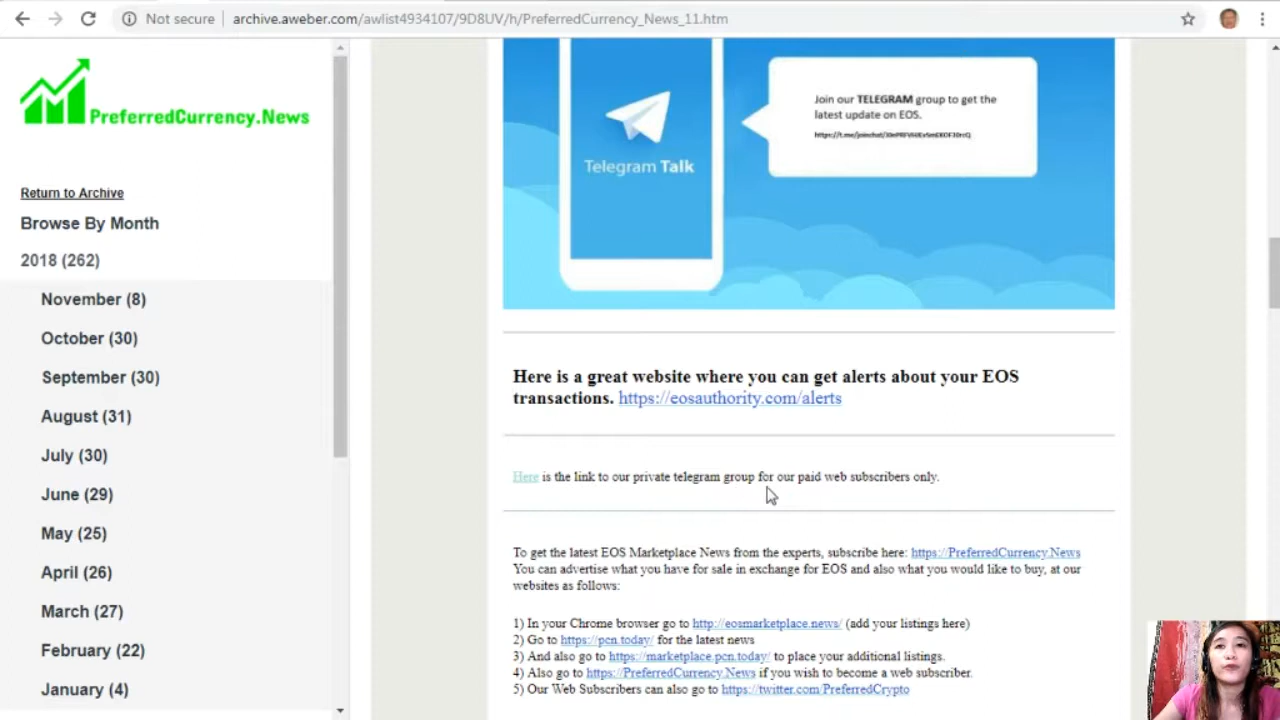 Not secure
archive.aweber.com/awlist4934107/9D8UV/h/PreferredCurrency_News_11.htm
PreferredCurrency.News
Return to Archive
Browse By Month
2018 (262)
November (8)
October (30)
September (30)
August (31)
July (30)
June (29)
May (25)
April (26)
March (27)
February (22)
January (4)
Telegram Talk
Join our TELEGRAM group to get the
latest update on EOS.
Here is a great website where you can get alerts about your EOS
transactions. https://eosauthority.com/alerts
Here is the link to our private telegram group for our paid web subscribers only.
To get the latest EOS Marketplace News from the experts, subscribe here: https://PreferredCurrency.News
You can advertise what you have for sale in exchange for EOS and also what you would like to buy, at our
websites as follows:
1) In your Chrome browser go to http://eosmarketplace.news/ (add your listings here)
2) Go to https://pcn.today/ for the latest news
3) And also go to https://marketplace.pcn.today/ to place your additional listings.
4) Also go to https://PreferredCurrency.News if you wish to become a web subscriber.
5) Our Web Subscribers can also go to https://twitter.com/PreferredCrypto